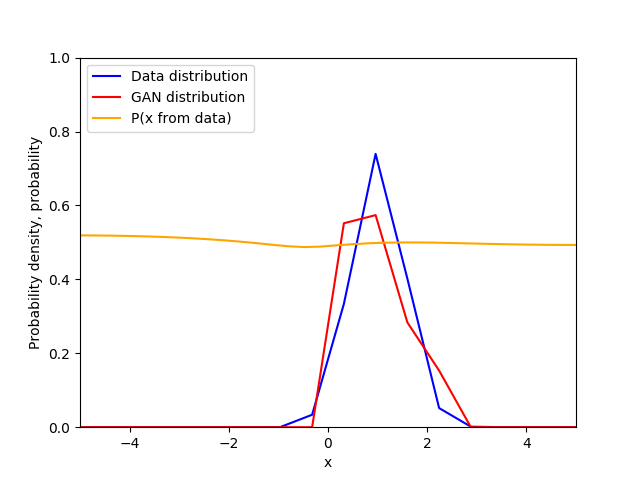 Data distribution
GAN distribution
P(x from data)
Probability density, probability
1.0
0.8
0.6
0.4
0.2
0.0
−4
−2
0
2
4
x